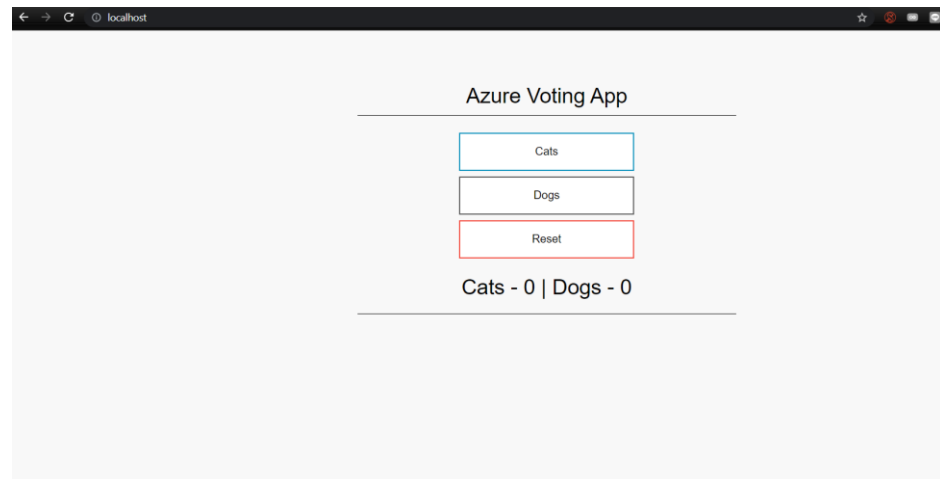 localhost
Azure Voting App
Cats
Dogs
Reset
Cats - 0 | Dogs - 0